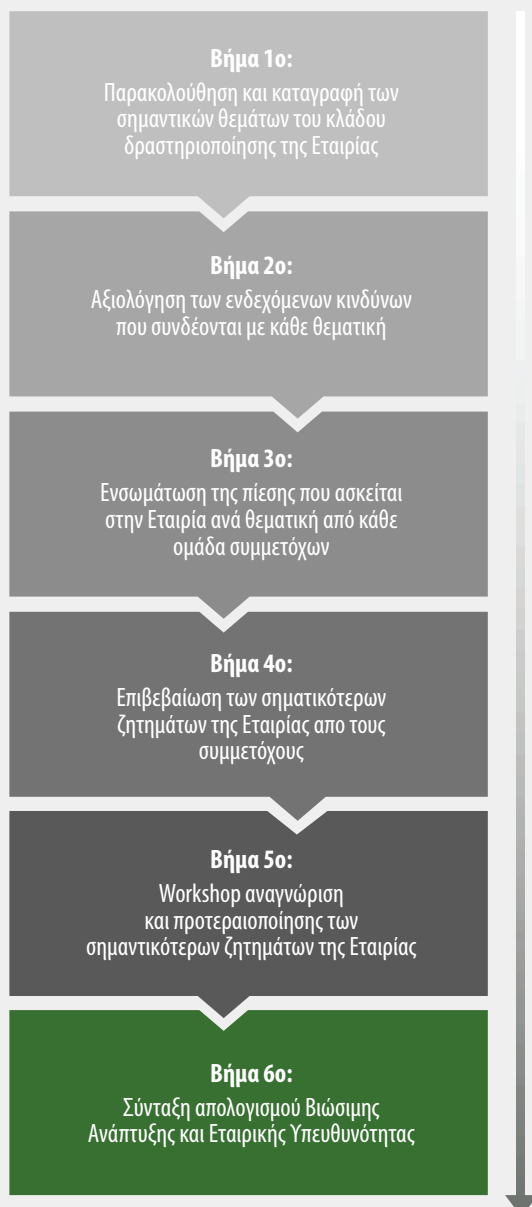 Βήμα 1ο:
Παρακολούθηση και καταγραφή των
σημαντικών θεμάτων του κλάδου
δραστηριοποίησης της Εταιρίας
Βήμα 2ο:
Αξιολόγηση των ενδεχόμενων κινδύνων
που συνδέονται με κάθε θεματική
Βήμα 3ο:
Ενσωμάτωση της πίεσης που ασκείται
στην Εταιρία ανά θεματική από κάθε
ομάδα συμμετόχων
Βήμα 4ο:
Επιβεβαίωση των σηματικότερων
ζητημάτων της Εταιρίας απο τους
συμμετόχους
Βήμα 5ο:
Workshop αναγνώριση
και προτεραιοποίησης των
σημαντικότερων ζητημάτων της Εταιρίας
Βήμα 6ο:
Σύνταξη απολογισμού Βιώσιμης
Ανάπτυξης και Εταιρικής Υπευθυνότητας